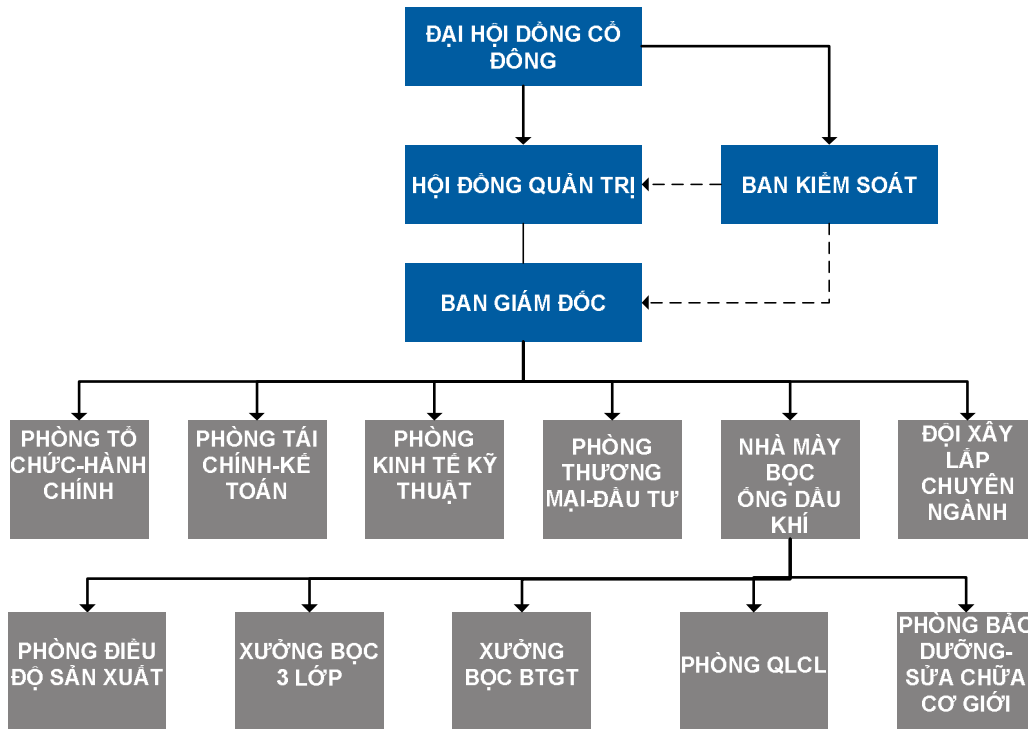 ĐẠI HỘI DỒNG CỔ
ĐÔNG
HỘI ĐỒNG QUẢN TRỊ
BAN KIỂM SOÁT
BAN GIÁM ĐỐC
PHÒNG TỔ
CHỨC-HÀNH
CHÍNH
PHÒNG TÁI
CHÍNH-KẾ
TOÁN
PHÒNG
KINH TẾ KỸ
THUẬT
PHÒNG
THƯƠNG
MẠI-ĐẦU TƯ
NHÀ MÀY
BỌC
ỐNG DẦU
KHÍ
ĐỘI XÂY
LẮP
CHUYÊN
NGÀNH
PHÒNG ĐIỀU
ĐỘ SẢN XUẤT
XƯỞNG BỌC
3 LỚP
XƯỞNG
BỌC BTGT
PHÒNG QLCL
PHÒNG BẢO
DƯỠNG-
SỬA CHỮA
CƠ GIỚI